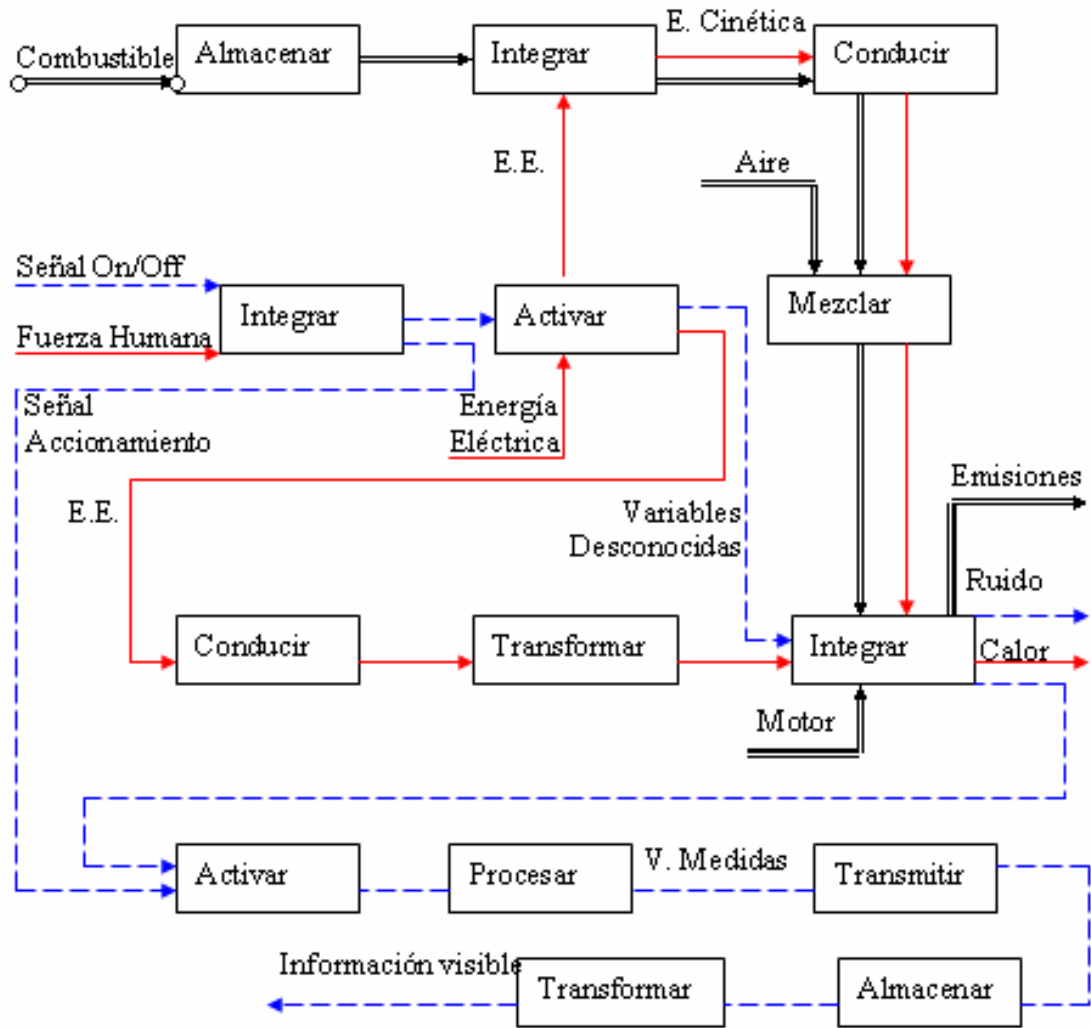 Combustible
Almacenar
Integrar
E. Cinética
Conducir
E.E.
Aire
Señal On/Off
Integrar
Activar
Mezclar
Fuerza Humana
Señal
Accionamiento
Energía
Eléctrica
E.E.
Variables
Desconocidas
Emisiones
Ruido
Conducir
Transformar
Integrar
Calor
Motor
Activar
Procesar
V. Medidas
Transmitir
Información visible
Transformar
Almacenar